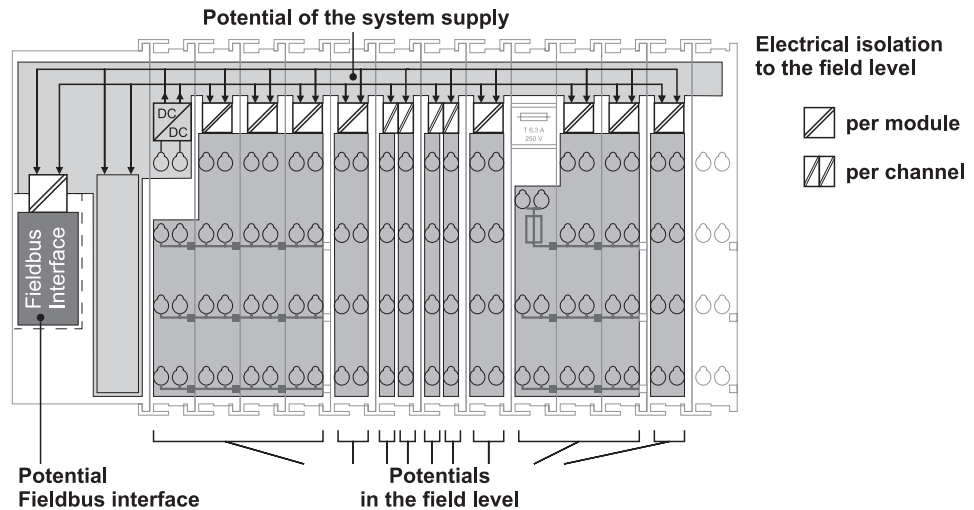 Potential of the system supply
Electrical isolation
to the field level
per module
per channel
DC
DC
T 6,3 A
250 V
Fieldbus
Interface
Potential
Fieldbus interface
Potentials
in the field level